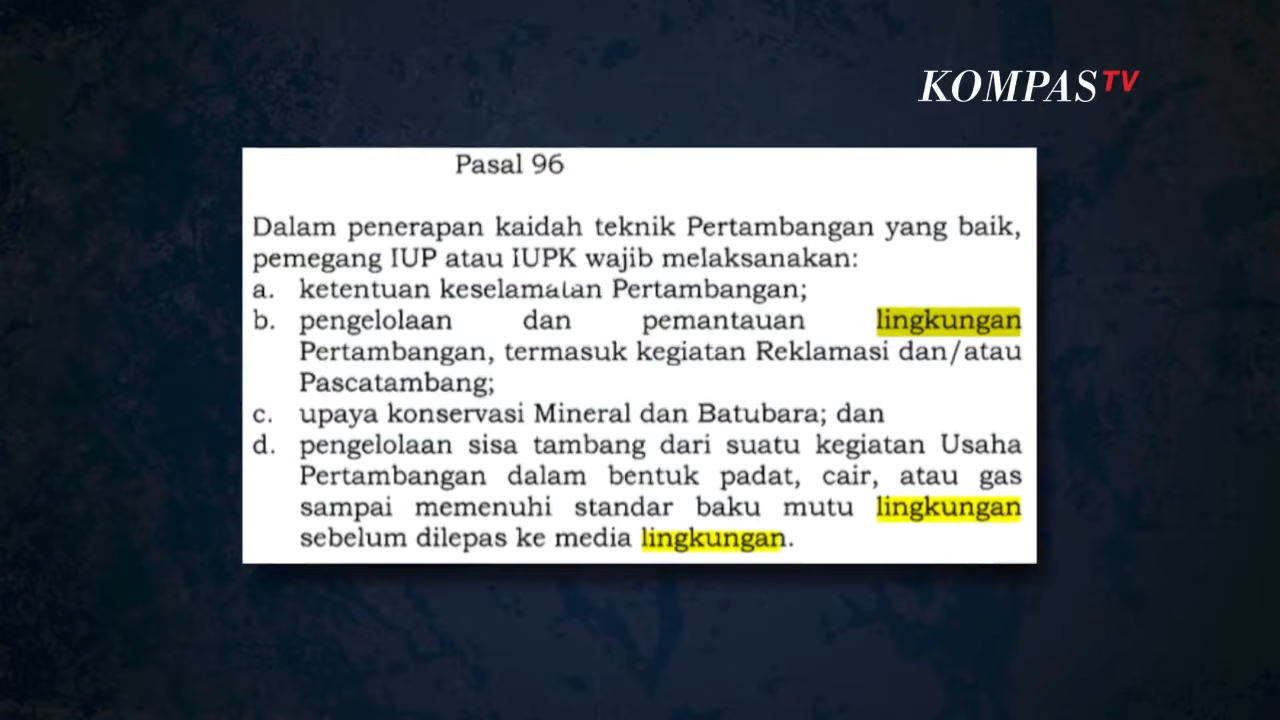 KOMPAS TV
Pasal 96
Dalam penerapan kaidah teknik Pertambangan yang baik,
pemegang IUP atau IUPK wajib melaksanakan:
a. ketentuan keselamatan Pertambangan;
b. pengelolaan dan pemantauan lingkungan
Pertambangan, termasuk kegiatan Reklamasi dan/atau
Pascatambang;
c. upaya konservasi Mineral dan Batubara; dan
d. pengelolaan sisa tambang dari suatu kegiatan Usaha
Pertambangan dalam bentuk padat, cair, atau gas
sampai memenuhi standar baku mutu lingkungan
sebelum dilepas ke media lingkungan.